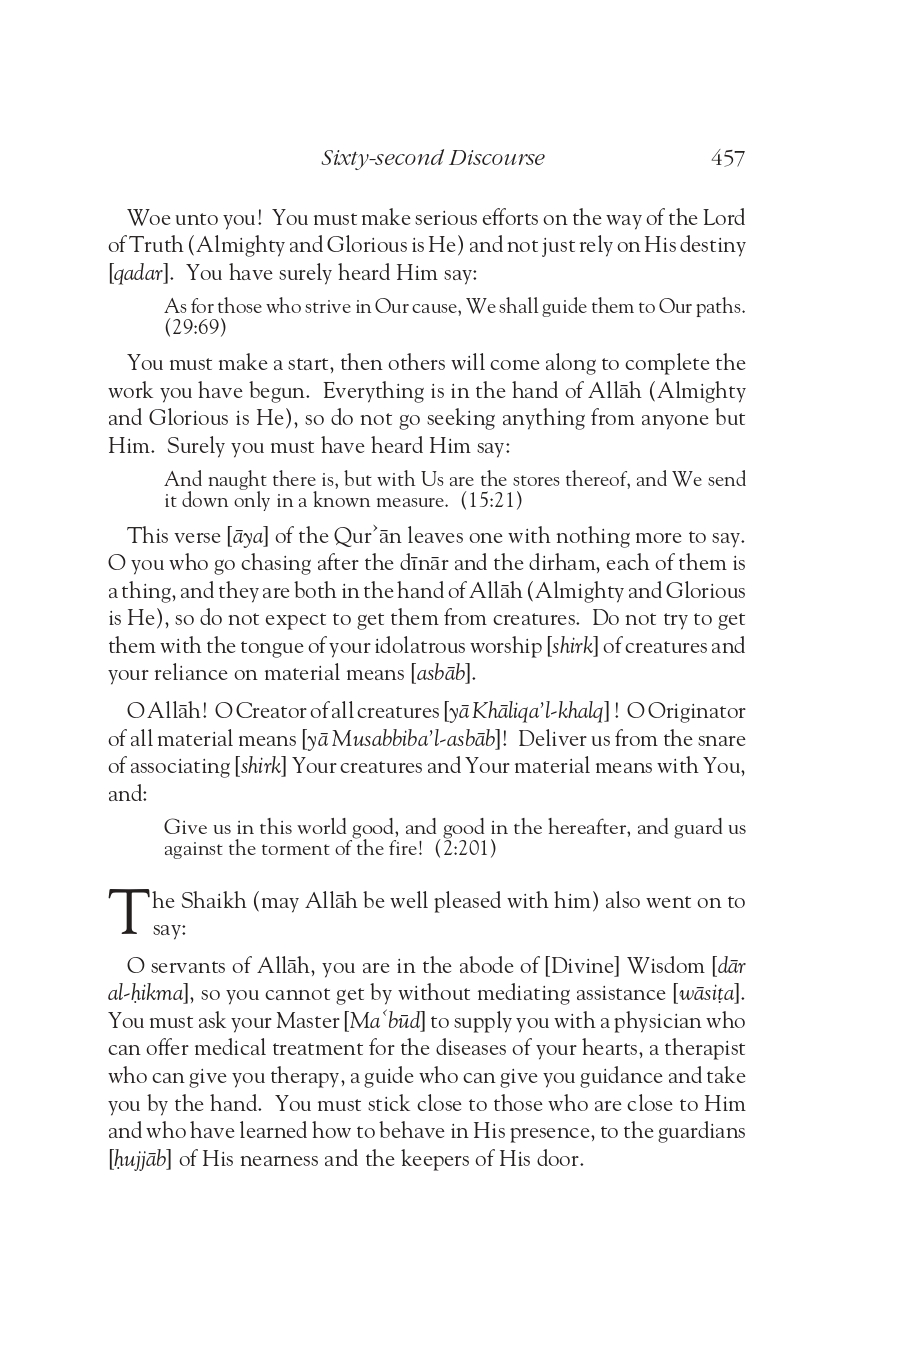 Sixty-second Discourse 457
Woe unto you! You must make serious efforts on the way of the Lord
of Truth (Almighty and Glorious is He) and not just rely on His destiny
[qadar]. You have surely heard Him say:
As for those who strive in Our cause, We shall guide them to Our paths.
(29:69)
You must make a start, then others will come along to complete the
work you have begun. Everything is in the hand of Allāh (Almighty
and Glorious is He), so do not go seeking anything from anyone but
Him. Surely you must have heard Him say:
And naught there is, but with Us are the stores thereof, and We send
it down only in a known measure. (15:21)
This verse [āya] of the Qurʾān leaves one with nothing more to say.
O you who go chasing after the dīnār and the dirham, each of them is
a thing, and they are both in the hand of Allāh (Almighty and Glorious
is He), so do not expect to get them from creatures. Do not try to get
them with the tongue of your idolatrous worship [shirk] of creatures and
your reliance on material means [asbāb].
O Allāh! O Creator of all creatures [yā Khāliqa’l-khalq] ! O Originator
of all material means [yā Musabbiba’l-asbāb]! Deliver us from the snare
of associating [shirk] Your creatures and Your material means with You,
and:
Give us in this world good, and good in the hereafter, and guard us
against the torment of the fire! (2:201)
The Shaikh (may Allāh be well pleased with him) also went on to
say:
O servants of Allāh, you are in the abode of [Divine] Wisdom [dār
al-ḥikma], so you cannot get by without mediating assistance [wāsiṭa].
You must ask your Master [Maʿbūd] to supply you with a physician who
can offer medical treatment for the diseases of your hearts, a therapist
who can give you therapy, a guide who can give you guidance and take
you by the hand. You must stick close to those who are close to Him
and who have learned how to behave in His presence, to the guardians
[ḥujjāb] of His nearness and the keepers of His door.